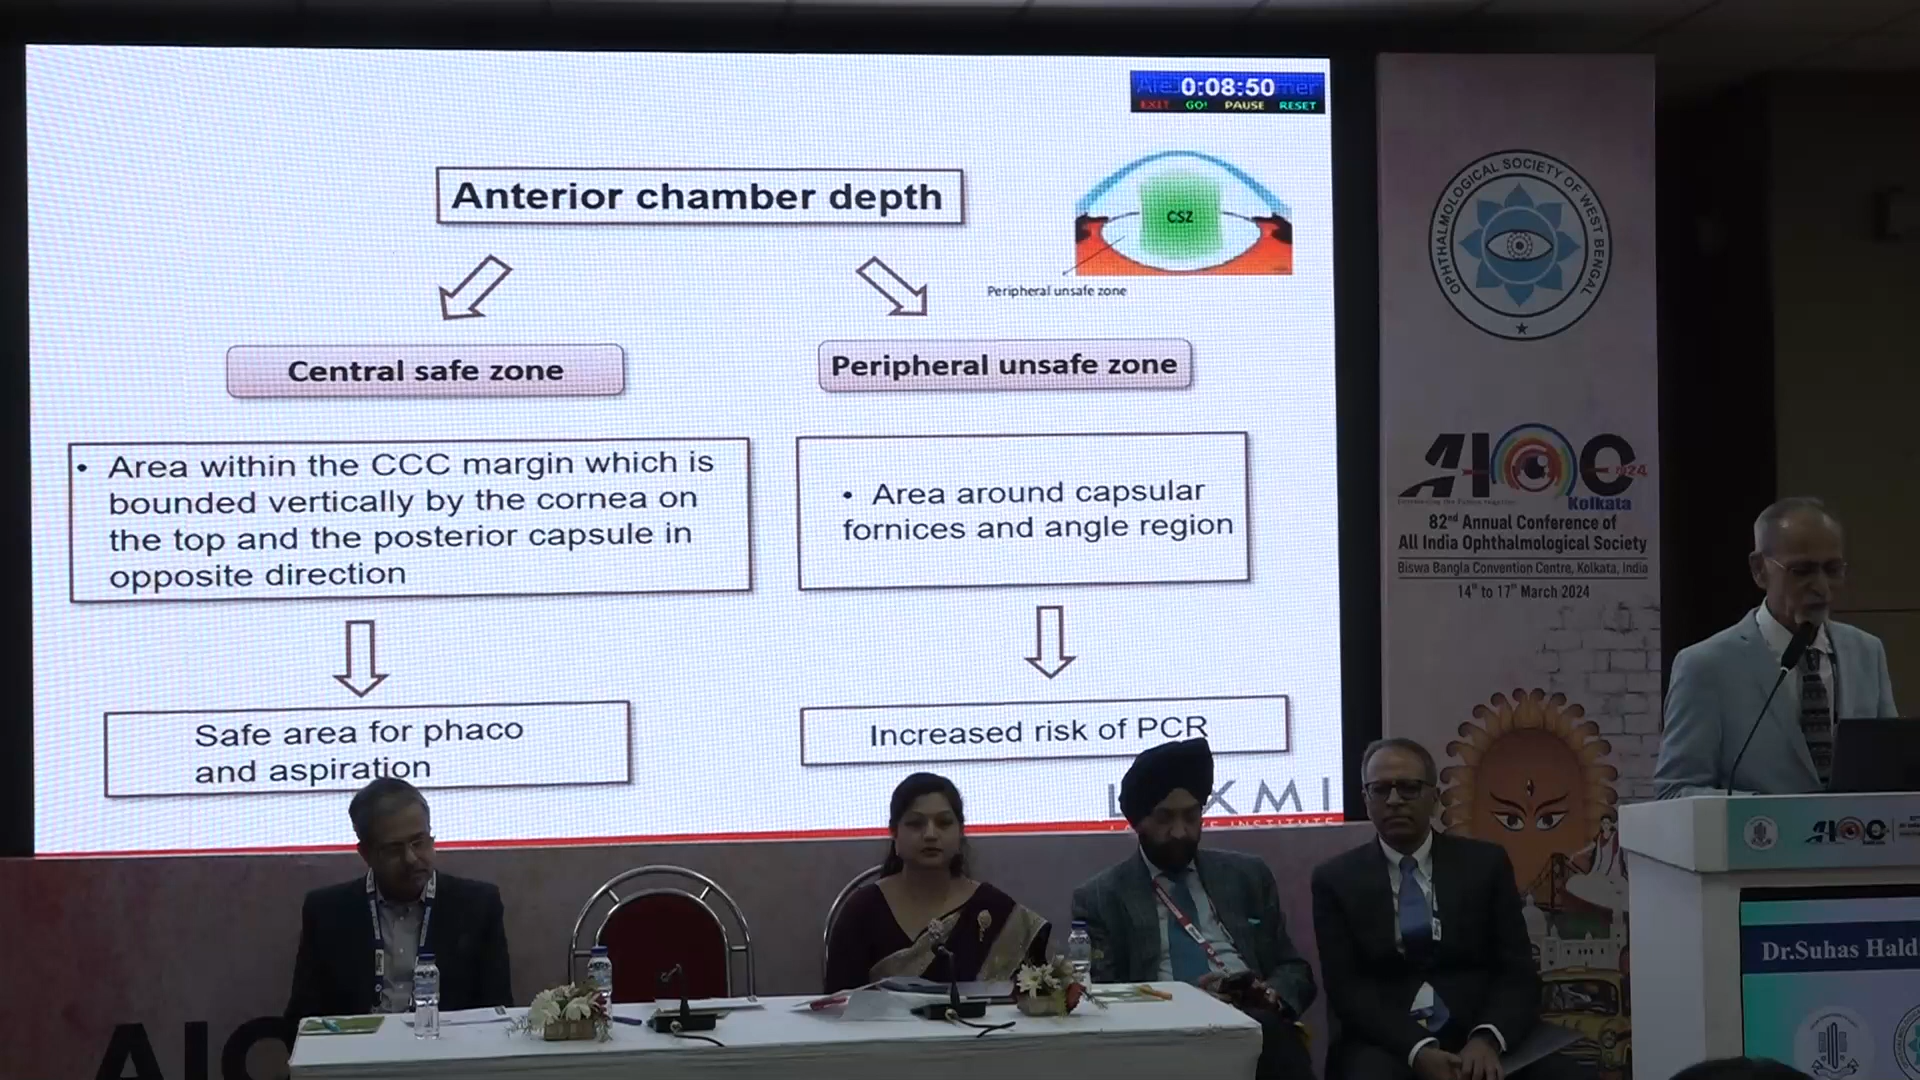 0:08:50
EXIT GO! PAUSE RESET
Anterior chamber depth
CSZ
Peripheral unsafe zone
Central safe zone
Peripheral unsafe zone
• Area within the CCC margin which is
bounded vertically by the cornea on
the top and the posterior capsule in
opposite direction
• Area around capsular
fornices and angle region
Safe area for phaco
and aspiration
Increased risk of PCR
OPHTHALMOLOGICAL SOCIETY OF WEST BENGAL
AIOC
2024
Kolkata
82nd Annual Conference of
All India Ophthalmological Society
Biswa Bangla Convention Centre, Kolkata, India
14th to 17th March 2024
AIOC
Dr.Suhas Hald
AIO